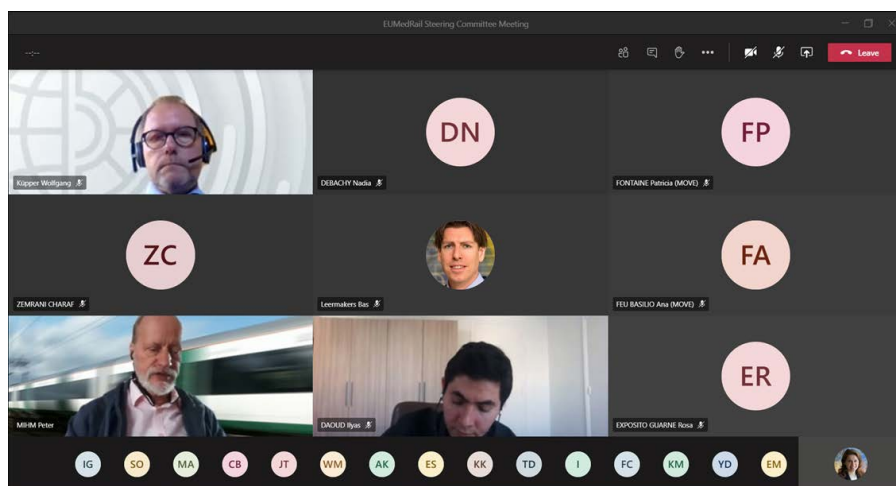 EUMedRail Steering Committee Meeting
--:--
Leave
Küpper Wolfgang
DN
DEBACHY Nadia
FP
FONTAINE Patricia (MOVE)
ZC
ZEMRANI CHARAF
Leermakers Bas
FA
FEU BASILIO Ana (MOVE)
MIHM Peter
DAOUD Ilyas
ER
EXPOSITO GUARNE Rosa
IG
SO
MA
CB
JT
WM
AK
ES
KK
TD
I
FC
KM
YD
EM